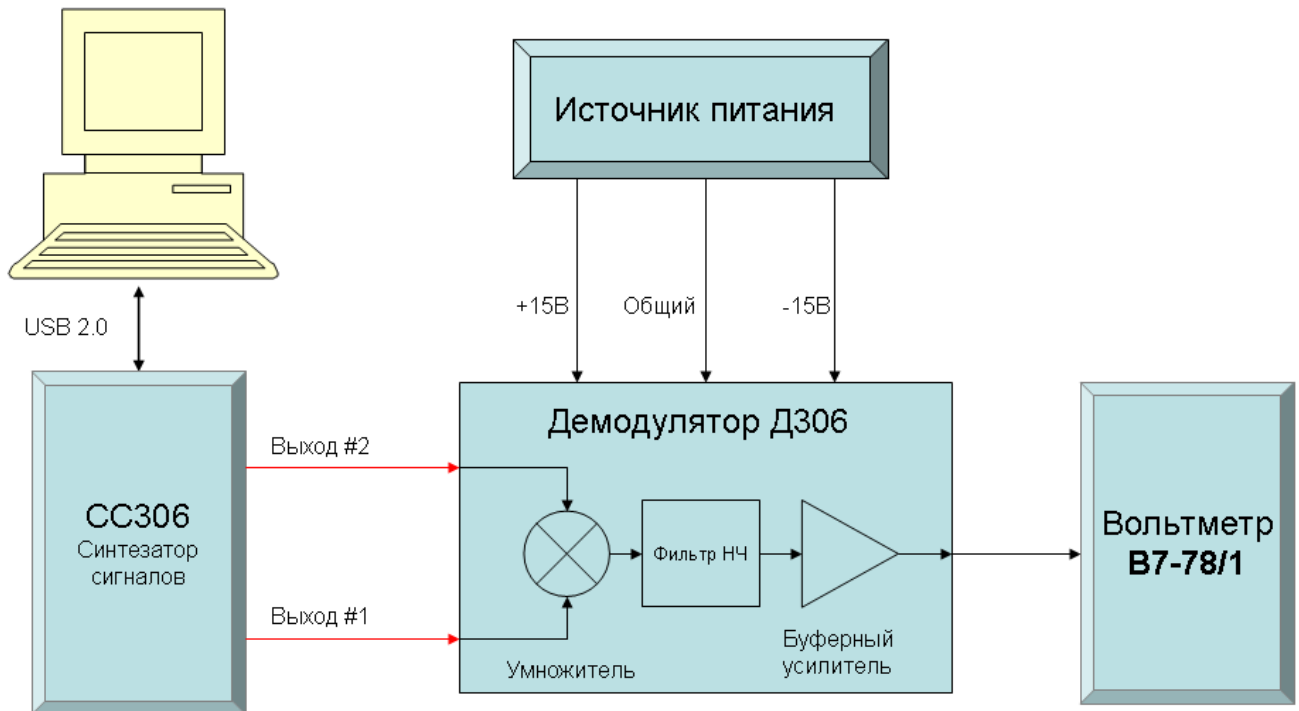 Источник питания
+15В
Общий
-15В
USB 2.0
Демодулятор Д306
Выход #2
СС306
Синтезатор
сигналов
Фильтр НЧ
Вольтметр
В7-78/1
Выход #1
Умножитель
Буферный
усилитель